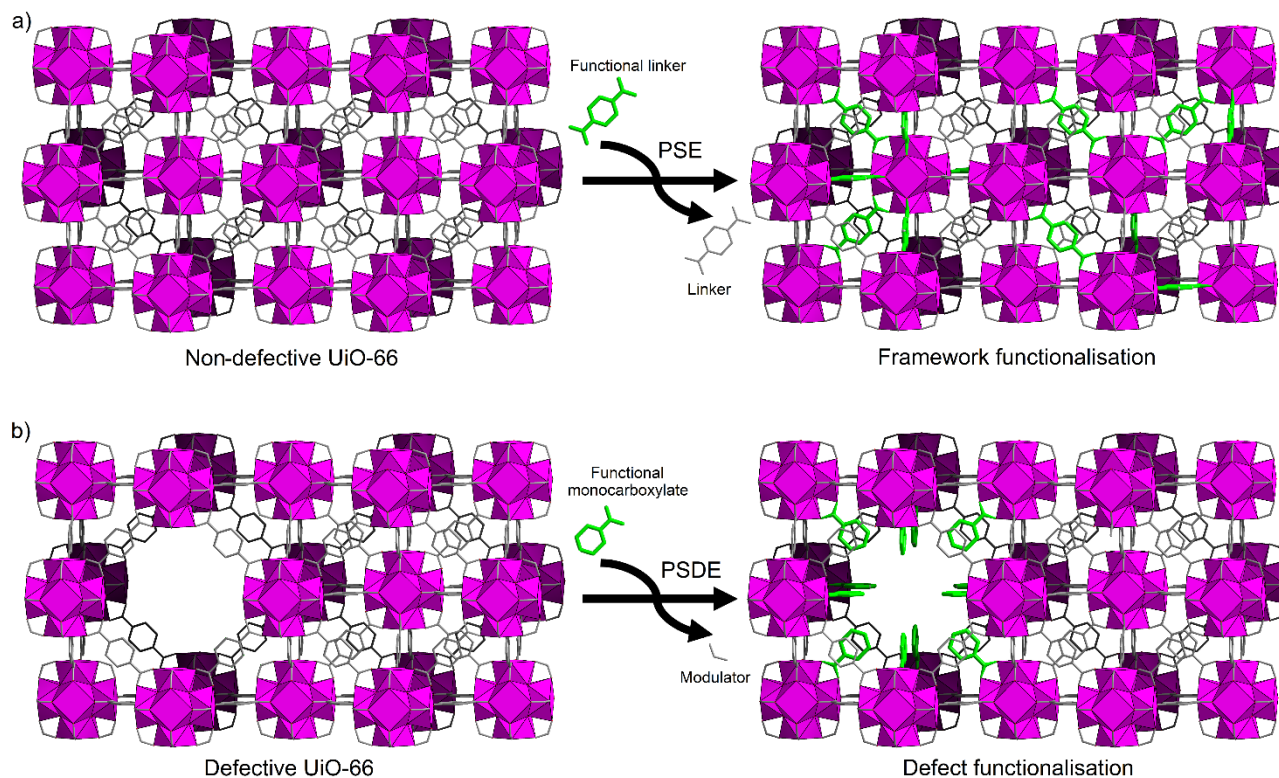 a)
Functional linker
PSE
Linker
Non-defective UiO-66
Framework functionalisation
b)
Functional
monocarboxylate
PSDE
Modulator
Defective UiO-66
Defect functionalisation